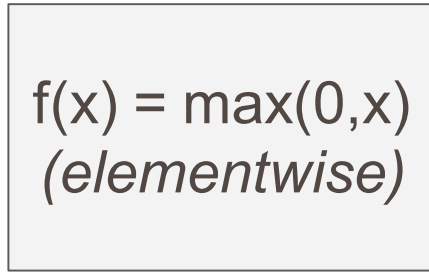 f(x) = max(0,x)
(elementwise)